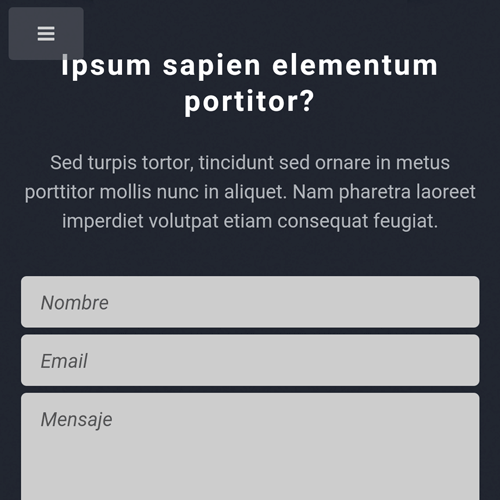 Ipsum sapien elementum
portitor?
Sed turpis tortor, tincidunt sed ornare in metus
porttitor mollis nunc in aliquet. Nam pharetra laoreet
imperdiet volutpat etiam consequat feugiat.
Nombre
Email
Mensaje